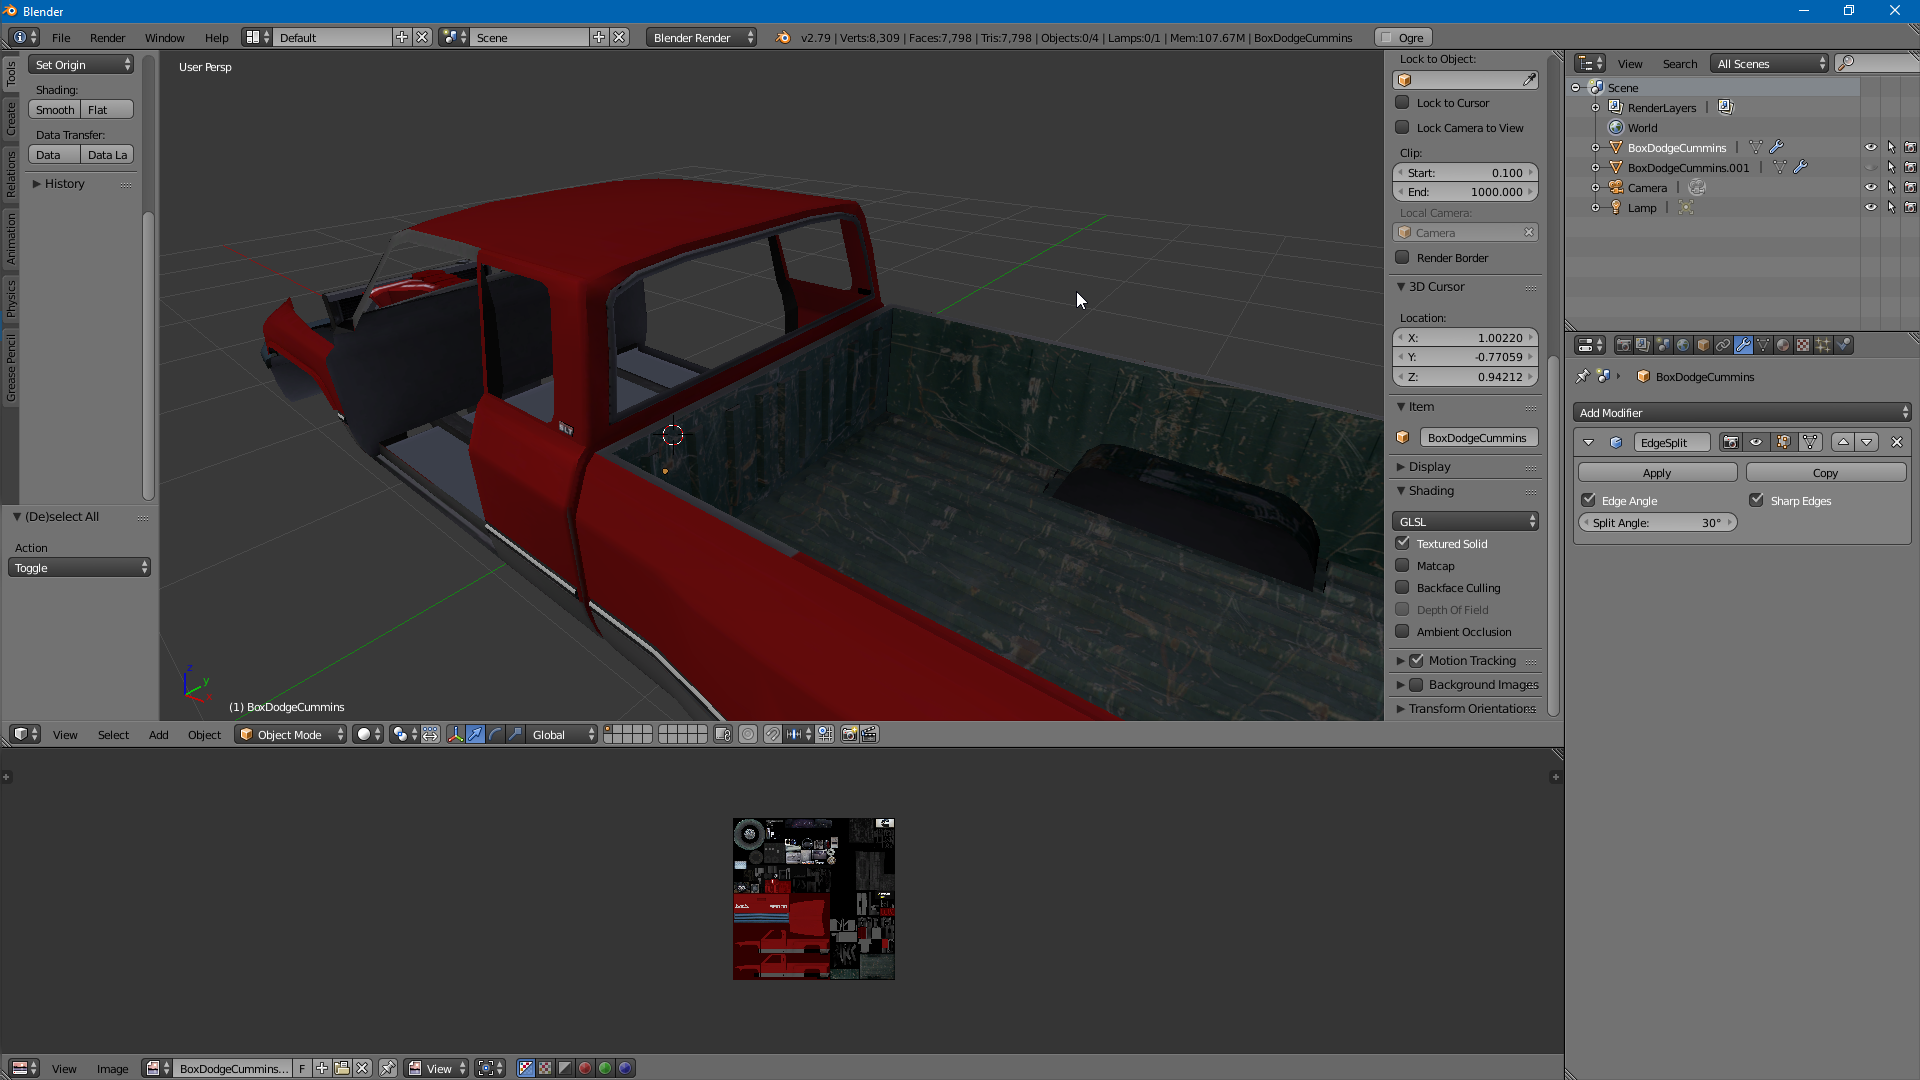 Blender
File Render Window Help Default Scene Blender Render v2.79 | Verts:8,309 | Faces:7,798 | Tris:7,798 | Objects:0/4 | Lamps:0/1 | Mem:107.67M | BoxDodgeCummins Ogre
Tools
Create
Relations
Animation
Physics
Grease Pencil
Set Origin
Shading:
Smooth Flat
Data Transfer:
Data Data La
History
(De)select All
Action
Toggle
User Persp
(1) BoxDodgeCummins
z
y
Lock to Object:
Lock to Cursor
Lock Camera to View
Clip:
Start: 0.100
End: 1000.000
Local Camera:
Camera
Render Border
3D Cursor
Location:
X: 1.00220
Y: -0.77059
Z: 0.94212
Item
BoxDodgeCummins
Display
Shading
GLSL
Textured Solid
Matcap
Backface Culling
Depth Of Field
Ambient Occlusion
Motion Tracking
Background Images
Transform Orientations
View Select Add Object Object Mode Global
View Image BoxDodgeCummins... F View
View Search All Scenes
Scene
RenderLayers
World
BoxDodgeCummins
BoxDodgeCummins.001
Camera
Lamp
BoxDodgeCummins
Add Modifier
EdgeSplit
Apply Copy
Edge Angle Sharp Edges
Split Angle: 30°